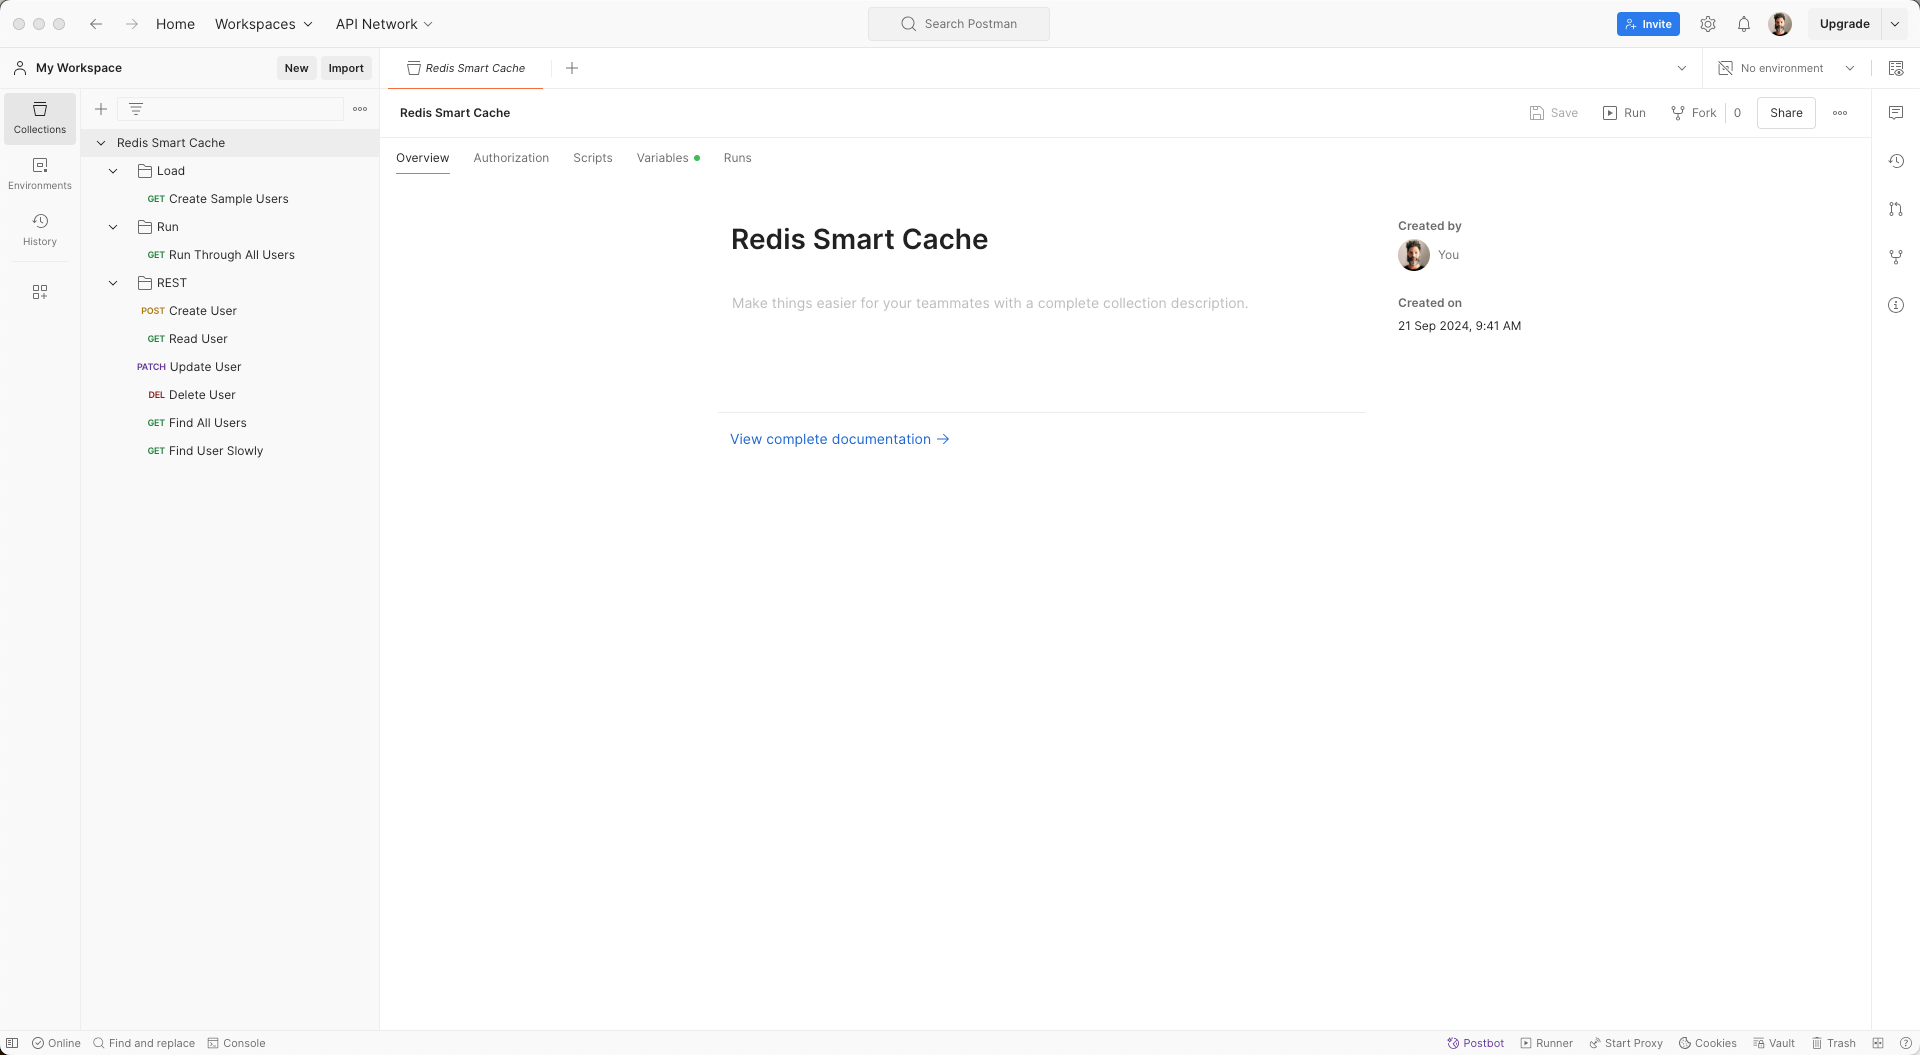 Home
Workspaces
API Network
Search Postman
Invite
Upgrade
My Workspace
New
Import
Redis Smart Cache
No environment
Collections
Environments
History
Redis Smart Cache
Load
GET Create Sample Users
Run
GET Run Through All Users
REST
POST Create User
GET Read User
PATCH Update User
DEL Delete User
GET Find All Users
GET Find User Slowly
Redis Smart Cache
Save
Run
Fork 0
Share
Overview
Authorization
Scripts
Variables
Runs
Redis Smart Cache
Make things easier for your teammates with a complete collection description.
View complete documentation →
Created by
You
Created on
21 Sep 2024, 9:41 AM
Online
Find and replace
Console
Postbot
Runner
Start Proxy
Cookies
Vault
Trash